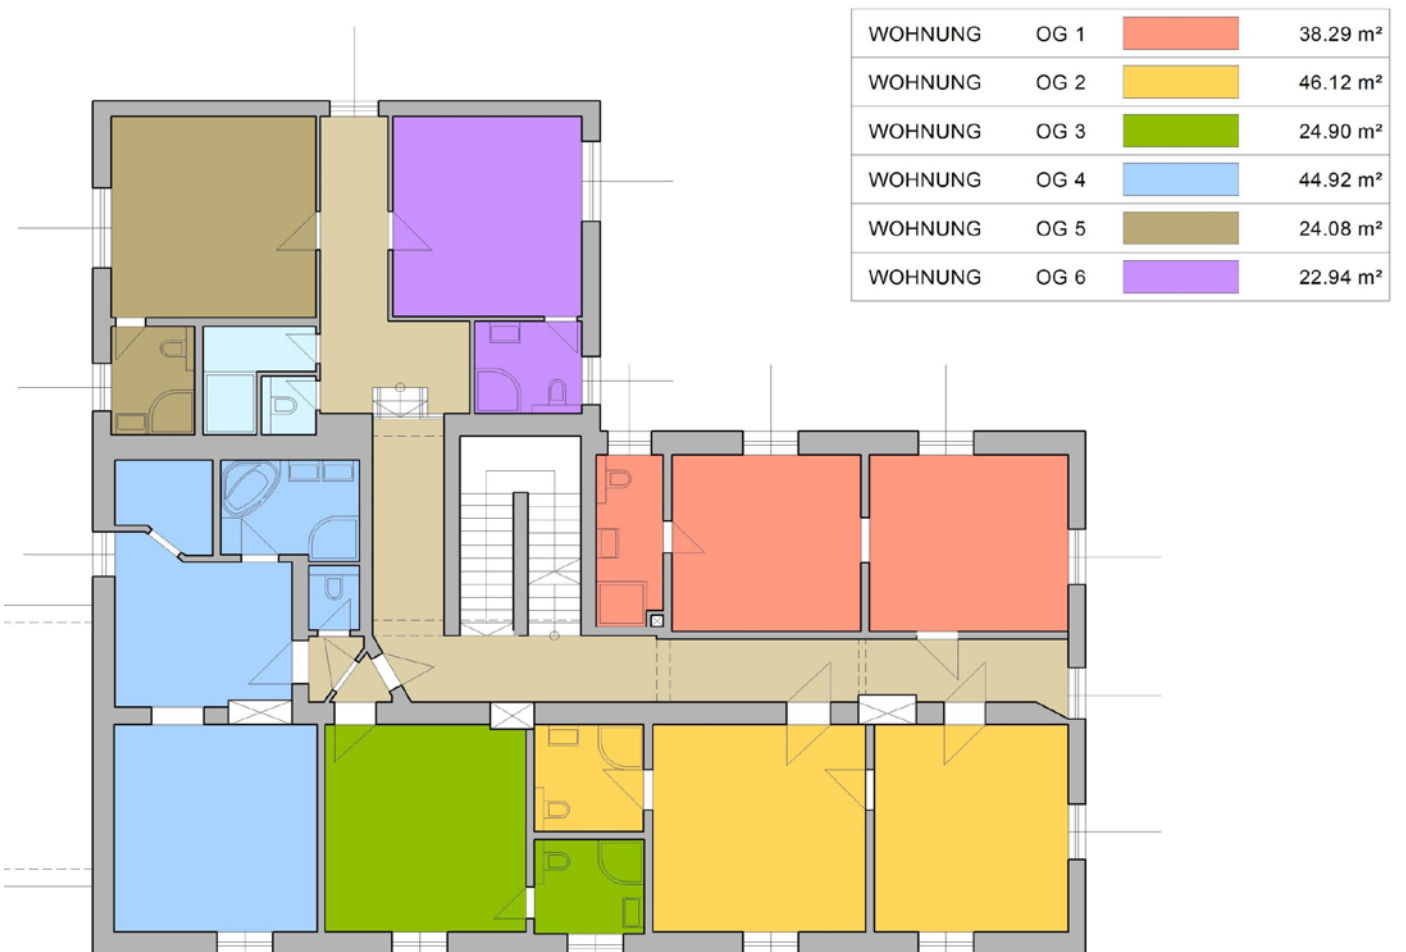 WOHNUNG OG 1 38.29 m²
WOHNUNG OG 2 46.12 m²
WOHNUNG OG 3 24.90 m²
WOHNUNG OG 4 44.92 m²
WOHNUNG OG 5 24.08 m²
WOHNUNG OG 6 22.94 m²